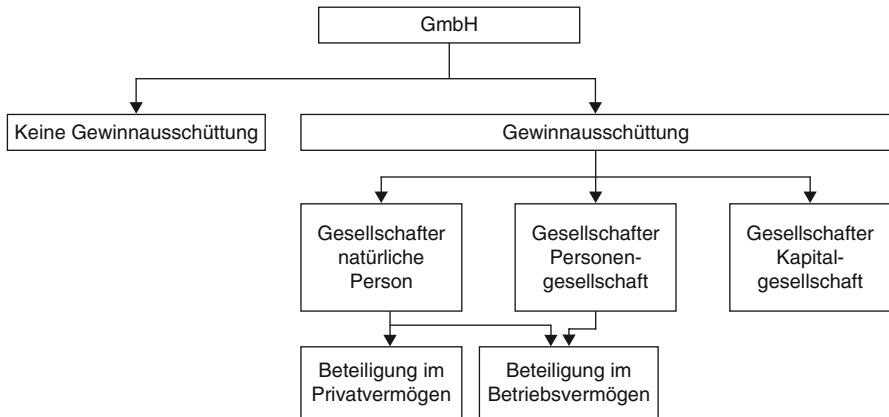 GmbH
Keine Gewinnausschüttung
Gewinnausschüttung
Gesellschafter
natürliche
Person
Gesellschafter
Personen-
gesellschaft
Gesellschafter
Kapital-
gesellschaft
Beteiligung im
Privatvermögen
Beteiligung im
Betriebsvermögen